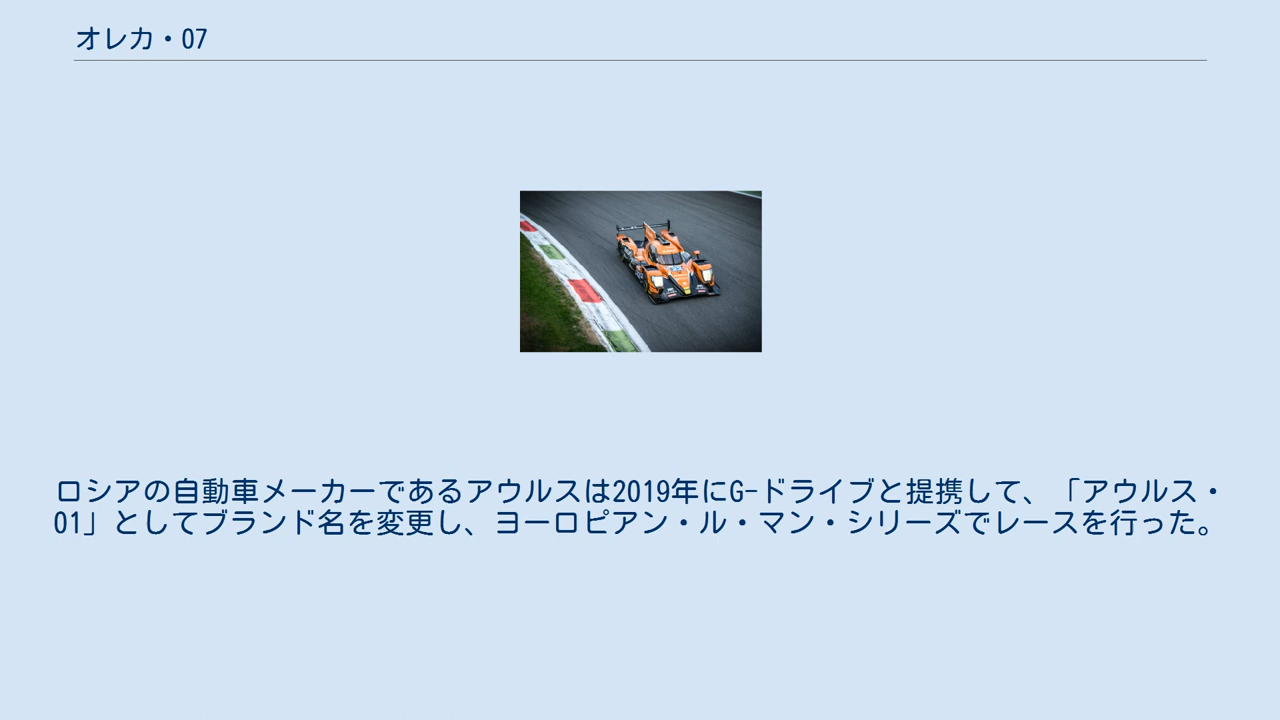 オレカ・07
ロシアの自動車メーカーであるアウルスは2019年にG-ドライブと提携して、「アウルス・
01」としてブランド名を変更し、ヨーロピアン・ル・マン・シリーズでレースを行った。